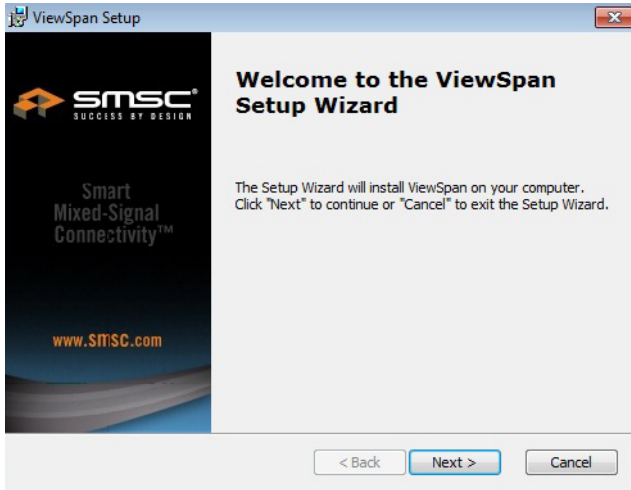 ViewSpan Setup
smsc®
SUCCESS BY DESIGN
Smart
Mixed-Signal
Connectivity™
www.smsc.com
Welcome to the ViewSpan
Setup Wizard
The Setup Wizard will install ViewSpan on your computer.
Click "Next" to continue or "Cancel" to exit the Setup Wizard.
< Back
Next >
Cancel